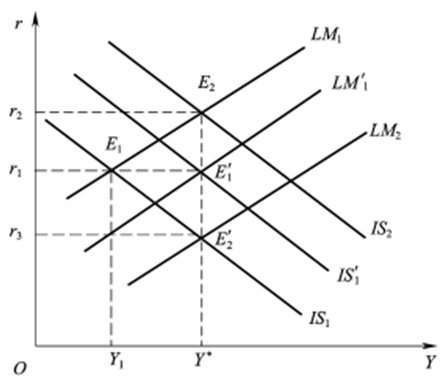 r
LM₁
E₂
LM′₁
r₂
LM₂
E₁
r₁
E′₁
r₃
E′₂
IS₂
IS′₁
IS₁
O
Y₁
Y*
Y